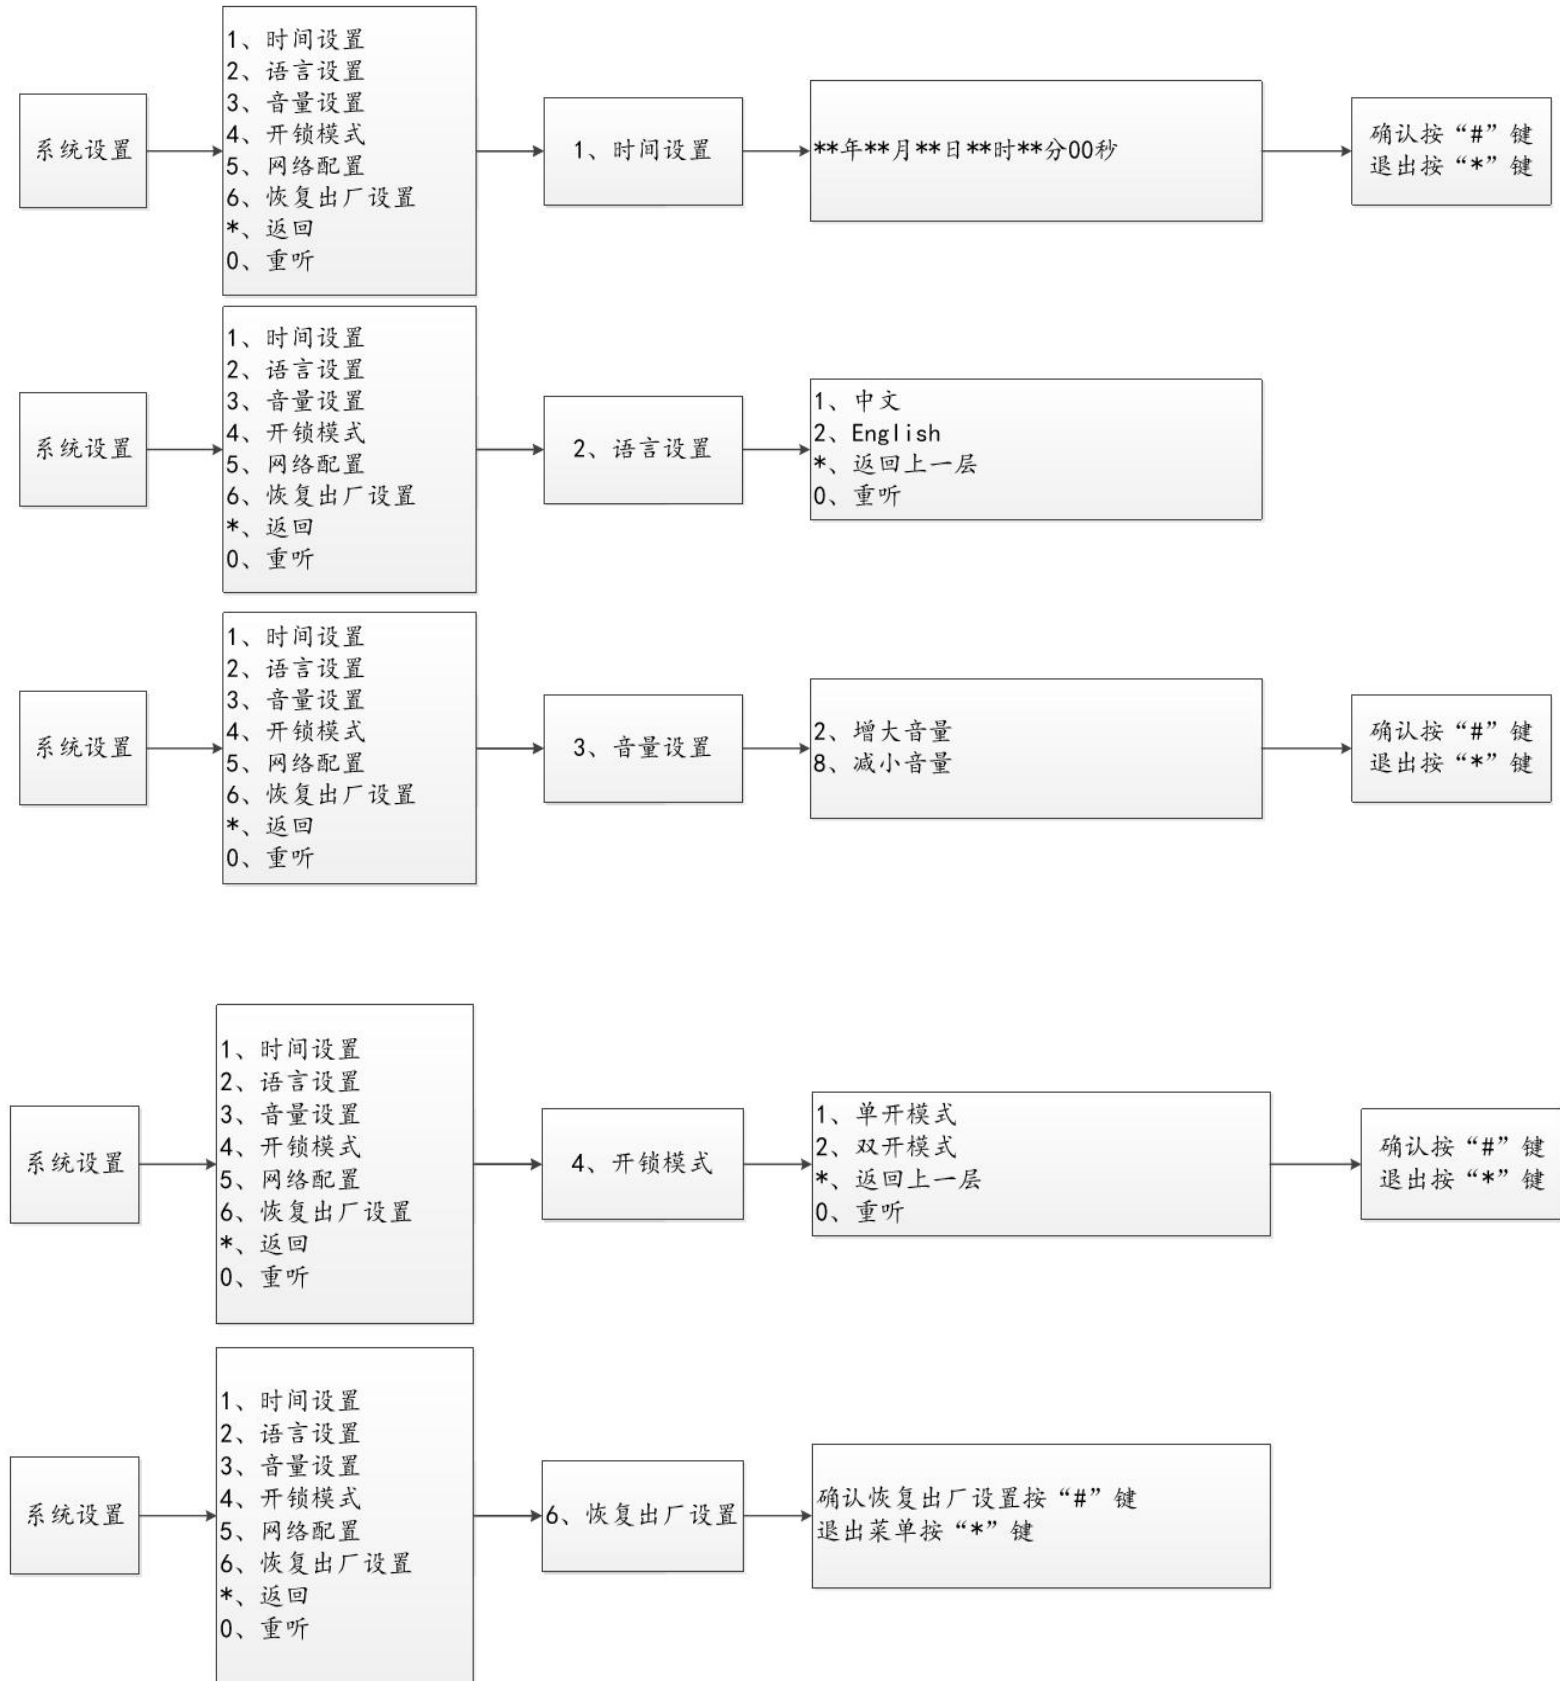 系统设置
1、时间设置
2、语言设置
3、音量设置
4、开锁模式
5、网络配置
6、恢复出厂设置
*、返回
0、重听
1、时间设置
**年**月**日**时**分00秒
确认按“#”键
退出按“*”键
系统设置
1、时间设置
2、语言设置
3、音量设置
4、开锁模式
5、网络配置
6、恢复出厂设置
*、返回
0、重听
2、语言设置
1、中文
2、English
*、返回上一层
0、重听
系统设置
1、时间设置
2、语言设置
3、音量设置
4、开锁模式
5、网络配置
6、恢复出厂设置
*、返回
0、重听
3、音量设置
2、增大音量
8、减小音量
确认按“#”键
退出按“*”键
系统设置
1、时间设置
2、语言设置
3、音量设置
4、开锁模式
5、网络配置
6、恢复出厂设置
*、返回
0、重听
4、开锁模式
1、单开模式
2、双开模式
*、返回上一层
0、重听
确认按“#”键
退出按“*”键
系统设置
1、时间设置
2、语言设置
3、音量设置
4、开锁模式
5、网络配置
6、恢复出厂设置
*、返回
0、重听
6、恢复出厂设置
确认恢复出厂设置按“#”键
退出菜单按“*”键